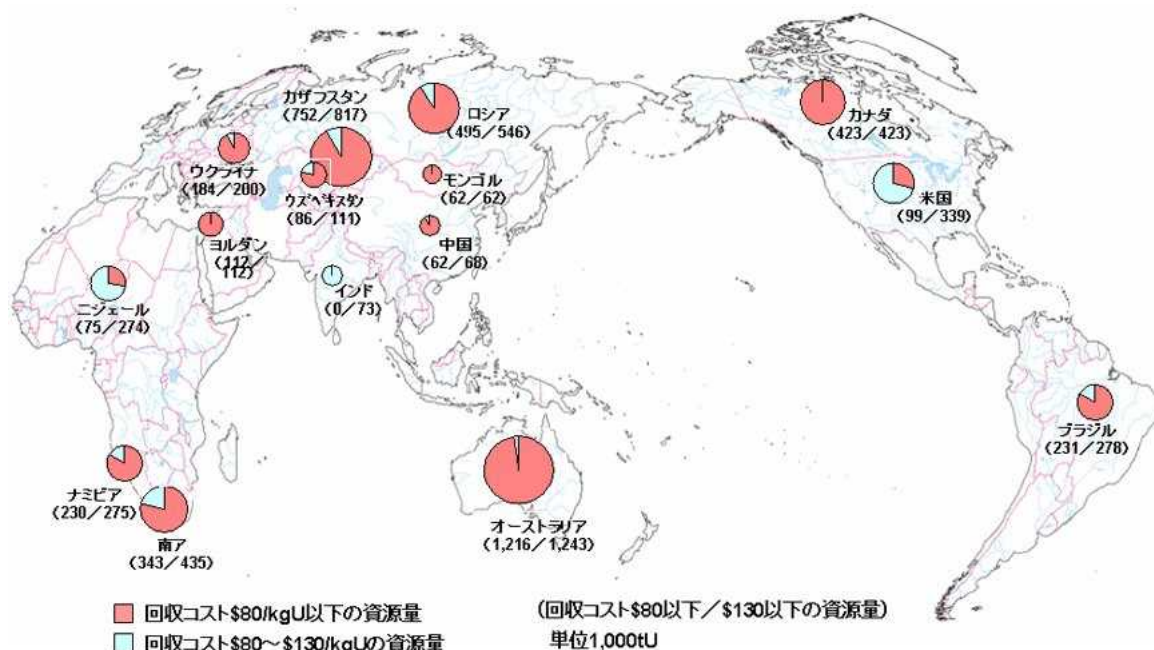 カザフスタン
(752/817)
ロシア
(495/546)
カナダ
(423/423)
ウクライナ
(184/200)
ウズベキスタン
(86/111)
モンゴル
(62/62)
米国
(99/339)
ヨルダン
(112/
112)
中国
(62/68)
ニジェール
(75/274)
インド
(0/73)
ブラジル
(231/278)
ナミビア
(230/275)
オーストラリア
(1,216/1,243)
南ア
(343/435)
回収コスト$80/kgU以下の資源量
(回収コスト$80以下/$130以下の資源量)
回収コスト$80~$130/kgUの資源量
単位1,000tU